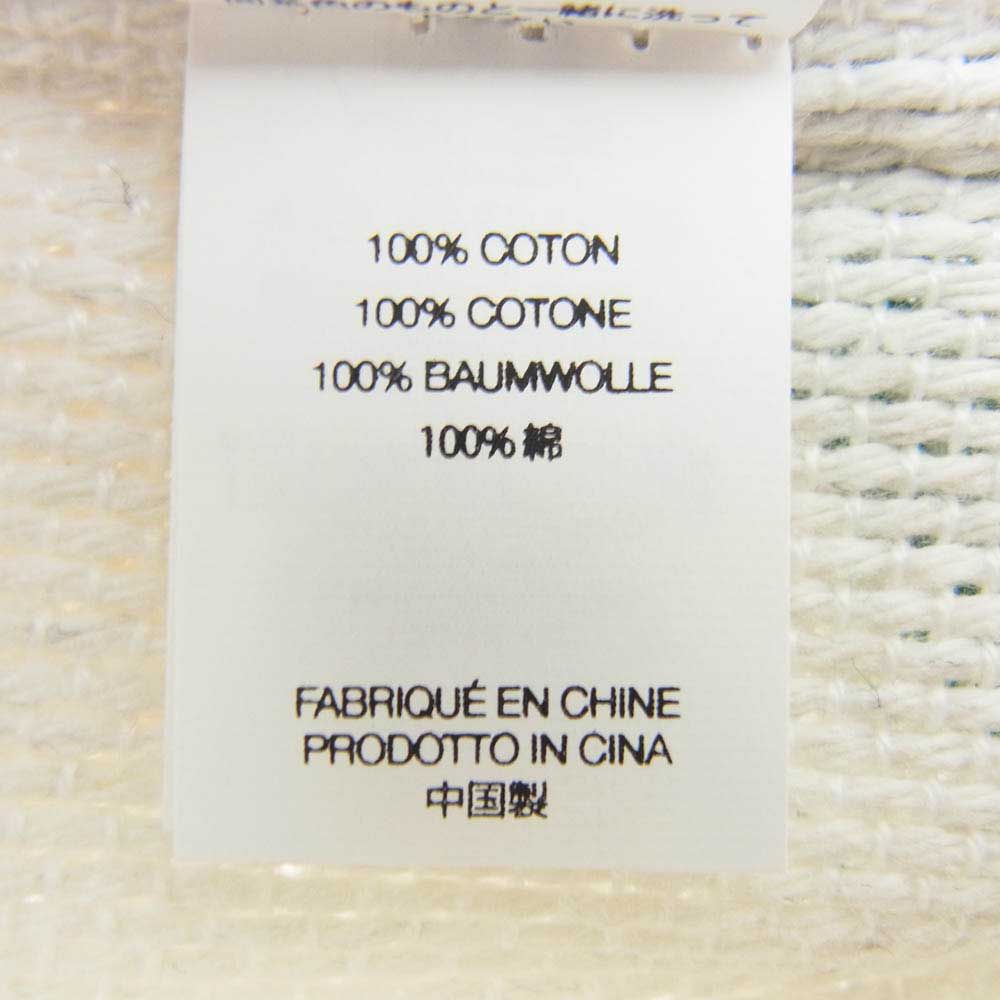 100% COTON
100% COTONE
100% BAUMWOLLE
100% 綿
FABRIQUÉ EN CHINE
PRODOTTO IN CINA
中国製